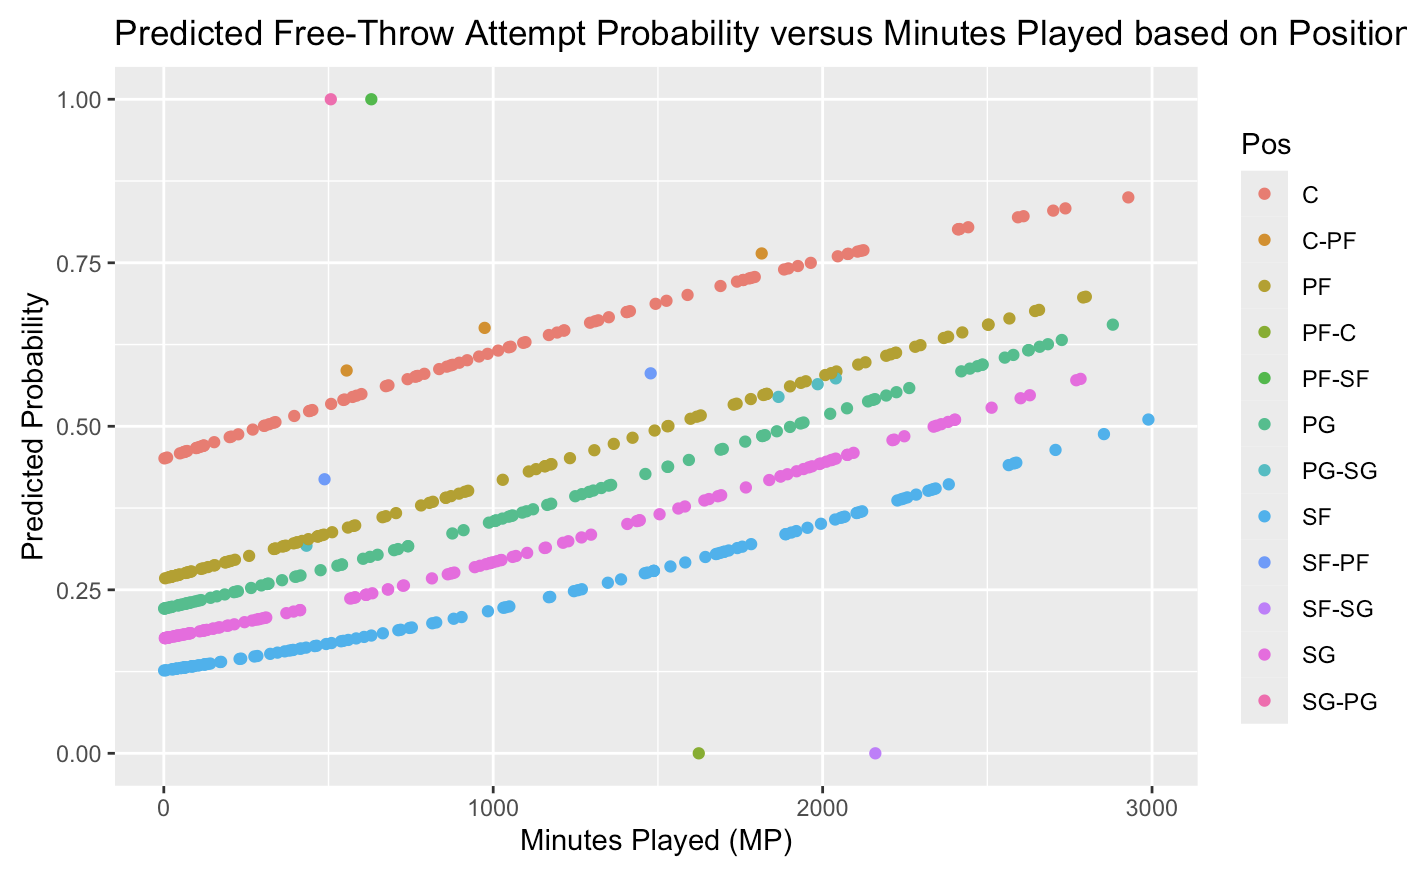 Predicted Free-Throw Attempt Probability versus Minutes Played based on Position
1.00
0.75
0.50
0.25
0.00
Predicted Probability
0
1000
2000
3000
Minutes Played (MP)
Pos
C
C-PF
PF
PF-C
PF-SF
PG
PG-SG
SF
SF-PF
SF-SG
SG
SG-PG